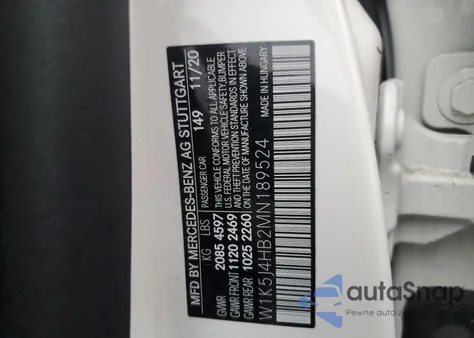 MFD BY MERCEDES-BENZ AG STUTTGART
PASSENGER CAR 149 11/20
KG LBS
GVWR 2085 4597
GAWR FRONT 1120 2469
GAWR REAR 1025 2260
THIS VEHICLE CONFORMS TO ALL APPLICABLE
U.S. FEDERAL MOTOR VEHICLE SAFETY BUMPER
AND THEFT PREVENTION STANDARDS IN EFFECT
ON THE DATE OF MANUFACTURE SHOWN ABOVE.
MADE IN HUNGARY
W1K5J4HB2MN189524
autoSnap
Pewne auto z